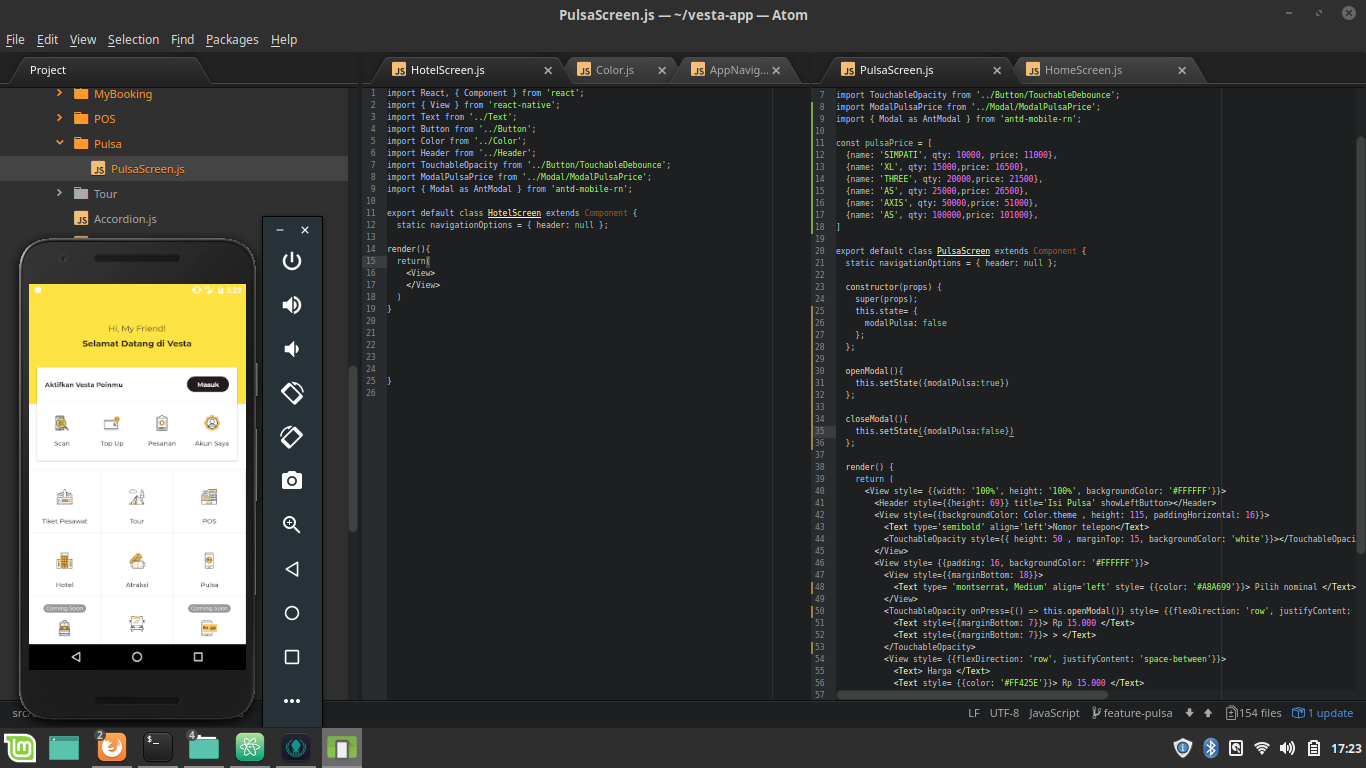 PulsaScreen.js — ~/vesta-app — Atom
File Edit View Selection Find Packages Help
Project
MyBooking
POS
Pulsa
PulsaScreen.js
Tour
Accordion.js
HotelScreen.js
Color.js
AppNavig...
1 import React, { Component } from 'react';
2 import { View } from 'react-native';
3 import Text from '../Text';
4 import Button from '../Button';
5 import Color from '../Color';
6 import Header from '../Header';
7 import TouchableOpacity from '../Button/TouchableDebounce';
8 import ModalPulsaPrice from '../Modal/ModalPulsaPrice';
9 import { Modal as AntModal } from 'antd-mobile-rn';
10
11 export default class HotelScreen extends Component {
12 static navigationOptions = { header: null };
13
14 render(){
15 return(
16 <View>
17 </View>
18 )
19 }
20
21
22
23
24
25 }
26
PulsaScreen.js
HomeScreen.js
7 import TouchableOpacity from '../Button/TouchableDebounce';
8 import ModalPulsaPrice from '../Modal/ModalPulsaPrice';
9 import { Modal as AntModal } from 'antd-mobile-rn';
10
11 const pulsaPrice = [
12 {name: 'SIMPATI', qty: 10000, price: 11000},
13 {name: 'XL', qty: 15000,price: 16500},
14 {name: 'THREE', qty: 20000,price: 21500},
15 {name: 'AS', qty: 25000,price: 26500},
16 {name: 'AXIS', qty: 50000,price: 51000},
17 {name: 'AS', qty: 100000,price: 101000},
18 ]
19
20 export default class PulsaScreen extends Component {
21 static navigationOptions = { header: null };
22
23 constructor(props) {
24 super(props);
25 this.state= {
26 modalPulsa: false
27 };
28 };
29
30 openModal(){
31 this.setState({modalPulsa:true})
32 };
33
34 closeModal(){
35 this.setState({modalPulsa:false})
36 };
37
38 render() {
39 return (
40 <View style= {{width: '100%', height: '100%', backgroundColor: '#FFFFFF'}}>
41 <Header style={{height: 69}} title='Isi Pulsa' showLeftButton></Header>
42 <View style={{backgroundColor: Color.theme , height: 115, paddingHorizontal: 16}}>
43 <Text type='semibold' align='left'>Nomor telepon</Text>
44 <TouchableOpacity style={{ height: 50 , marginTop: 15, backgroundColor: 'white'}}></TouchableOpaci
45 </View>
46 <View style= {{padding: 16, backgroundColor: '#FFFFFF'}}>
47 <View style={{marginBottom: 18}}>
48 <Text type= 'montserrat, Medium' align='left' style= {{color: '#A8A699'}}> Pilih nominal </Text>
49 </View>
50 <TouchableOpacity onPress={() => this.openModal()} style= {{flexDirection: 'row', justifyContent:
51 <Text style={{marginBottom: 7}}> Rp 15.000 </Text>
52 <Text style={{marginBottom: 7}}> > </Text>
53 </TouchableOpacity>
54 <View style= {{flexDirection: 'row', justifyContent: 'space-between'}}>
55 <Text> Harga </Text>
56 <Text style= {{color: '#FF425E'}}> Rp 15.000 </Text>
57
5:23
Hi, My Friend!
Selamat Datang di Vesta
Aktifkan Vesta Poinmu
Masuk
Scan
Top Up
Pesanan
Akun Saya
Tiket Pesawat
Tour
POS
Hotel
Atraksi
Pulsa
Coming Soon
Coming Soon
src
LF UTF-8 JavaScript feature-pulsa 154 files 1 update
2
4
17:23